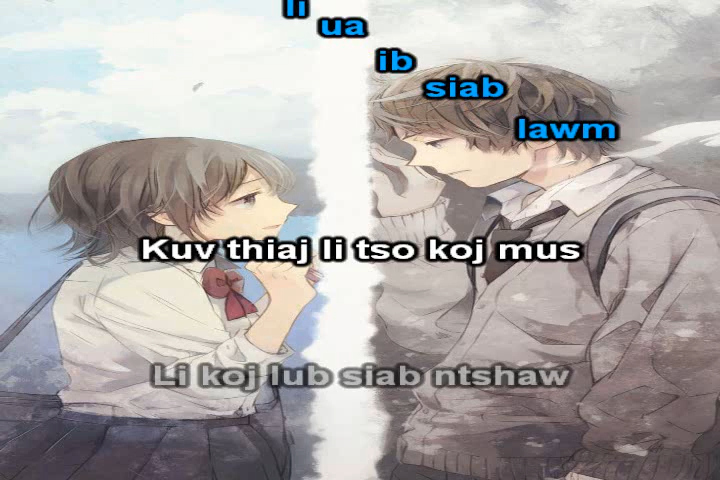 li ua ib siab lawm
Kuv thiaj li tso koj mus
Li koj lub siab ntshaw